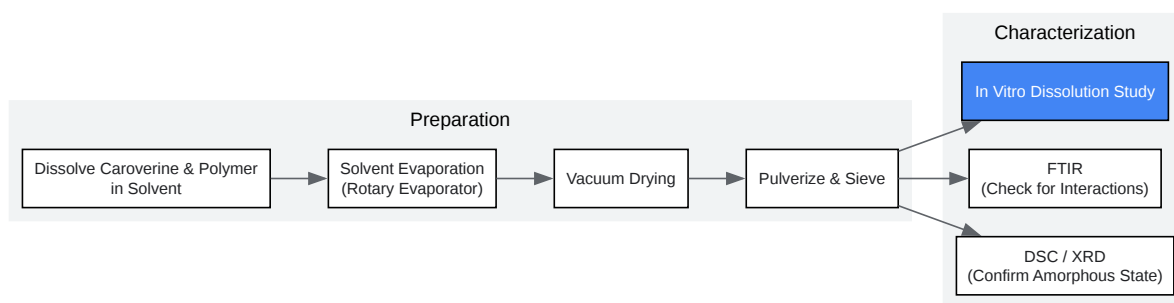 Preparation
Dissolve Caroverine & Polymer
in Solvent
Solvent Evaporation
(Rotary Evaporator)
Vacuum Drying
Pulverize & Sieve
Characterization
In Vitro Dissolution Study
FTIR
(Check for Interactions)
DSC / XRD
(Confirm Amorphous State)